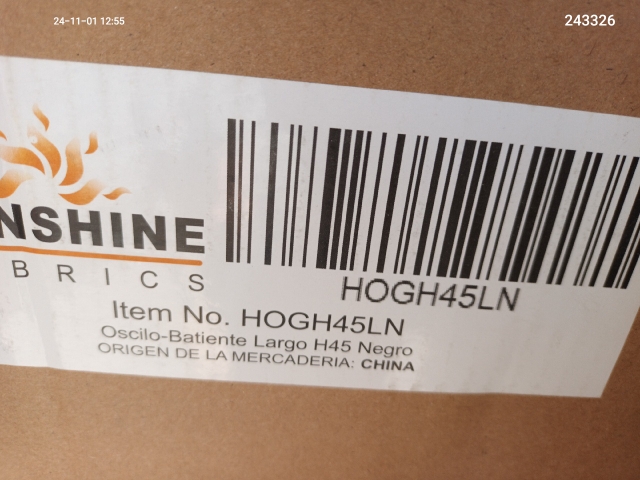 24-11-01 12:55
243326
NSHINE
BRICS
HOGH45LN
Item No. HOGH45LN
Oscilo-Batiente Largo H45 Negro
ORIGEN DE LA MERCADERIA: CHINA